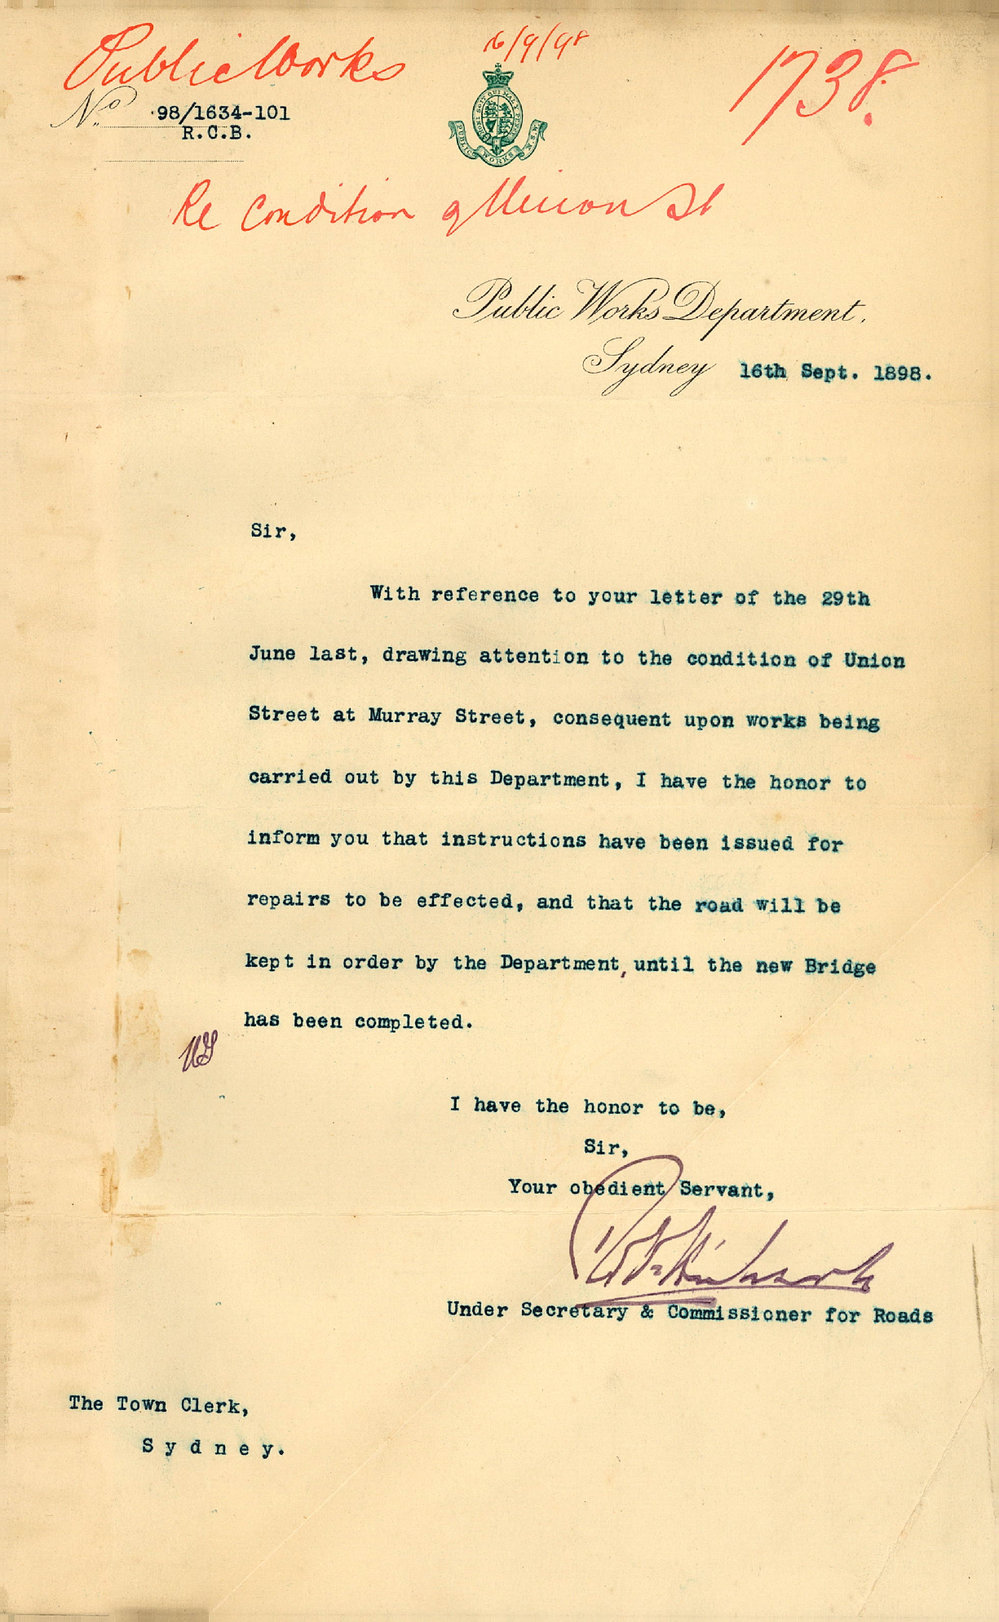 Public Works
16/9/98
1738.
No 98/1634-101
R.C.B.
PUBLIC WORKS N.S.W.
Re Condition of Union St
Public Works Department.
Sydney 16th Sept. 1898.
Sir,
With reference to your letter of the 29th
June last, drawing attention to the condition of Union
Street at Murray Street, consequent upon works being
carried out by this Department, I have the honor to
inform you that instructions have been issued for
repairs to be effected, and that the road will be
kept in order by the Department, until the new Bridge
has been completed.
I have the honor to be,
Sir,
Your obedient Servant,
Under Secretary & Commissioner for Roads
The Town Clerk,
Sydney.